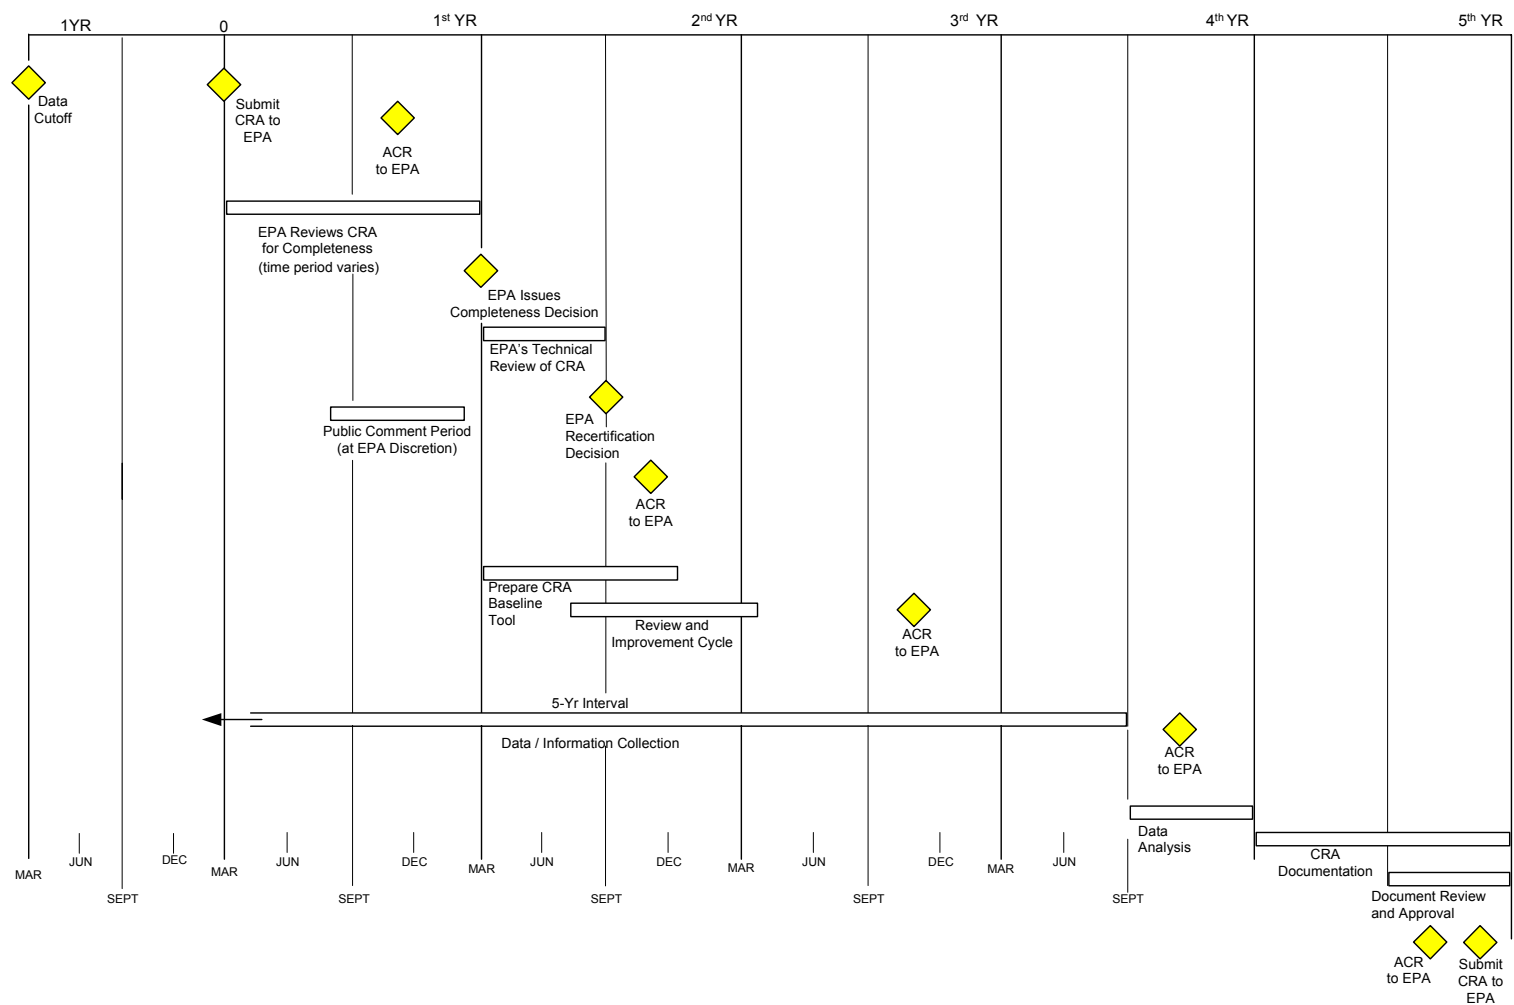 1YR
0
1st YR
2nd YR
3rd YR
4th YR
5th YR
Data
Cutoff
Submit
CRA to
EPA
ACR
to EPA
EPA Reviews CRA
for Completeness
(time period varies)
EPA Issues
Completeness Decision
EPA's Technical
Review of CRA
Public Comment Period
(at EPA Discretion)
EPA
Recertification
Decision
ACR
to EPA
Prepare CRA
Baseline
Tool
Review and
Improvement Cycle
ACR
to EPA
5-Yr Interval
Data / Information Collection
ACR
to EPA
Data
Analysis
CRA
Documentation
Document Review
and Approval
ACR
to EPA
Submit
CRA to
EPA
MAR
JUN
SEPT
DEC
MAR
JUN
SEPT
DEC
MAR
JUN
SEPT
DEC
MAR
JUN
SEPT
DEC
MAR
JUN
SEPT